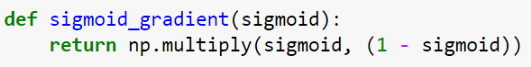 def sigmoid_gradient(sigmoid):
    return np.multiply(sigmoid, (1 - sigmoid))